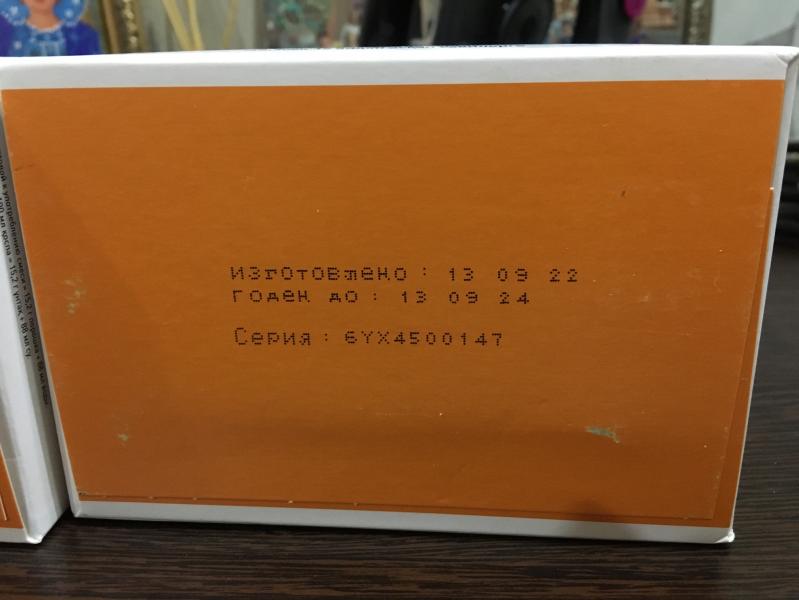 изготовлено : 13 09 22
годен до : 13 09 24
Серия : 6YX4500147